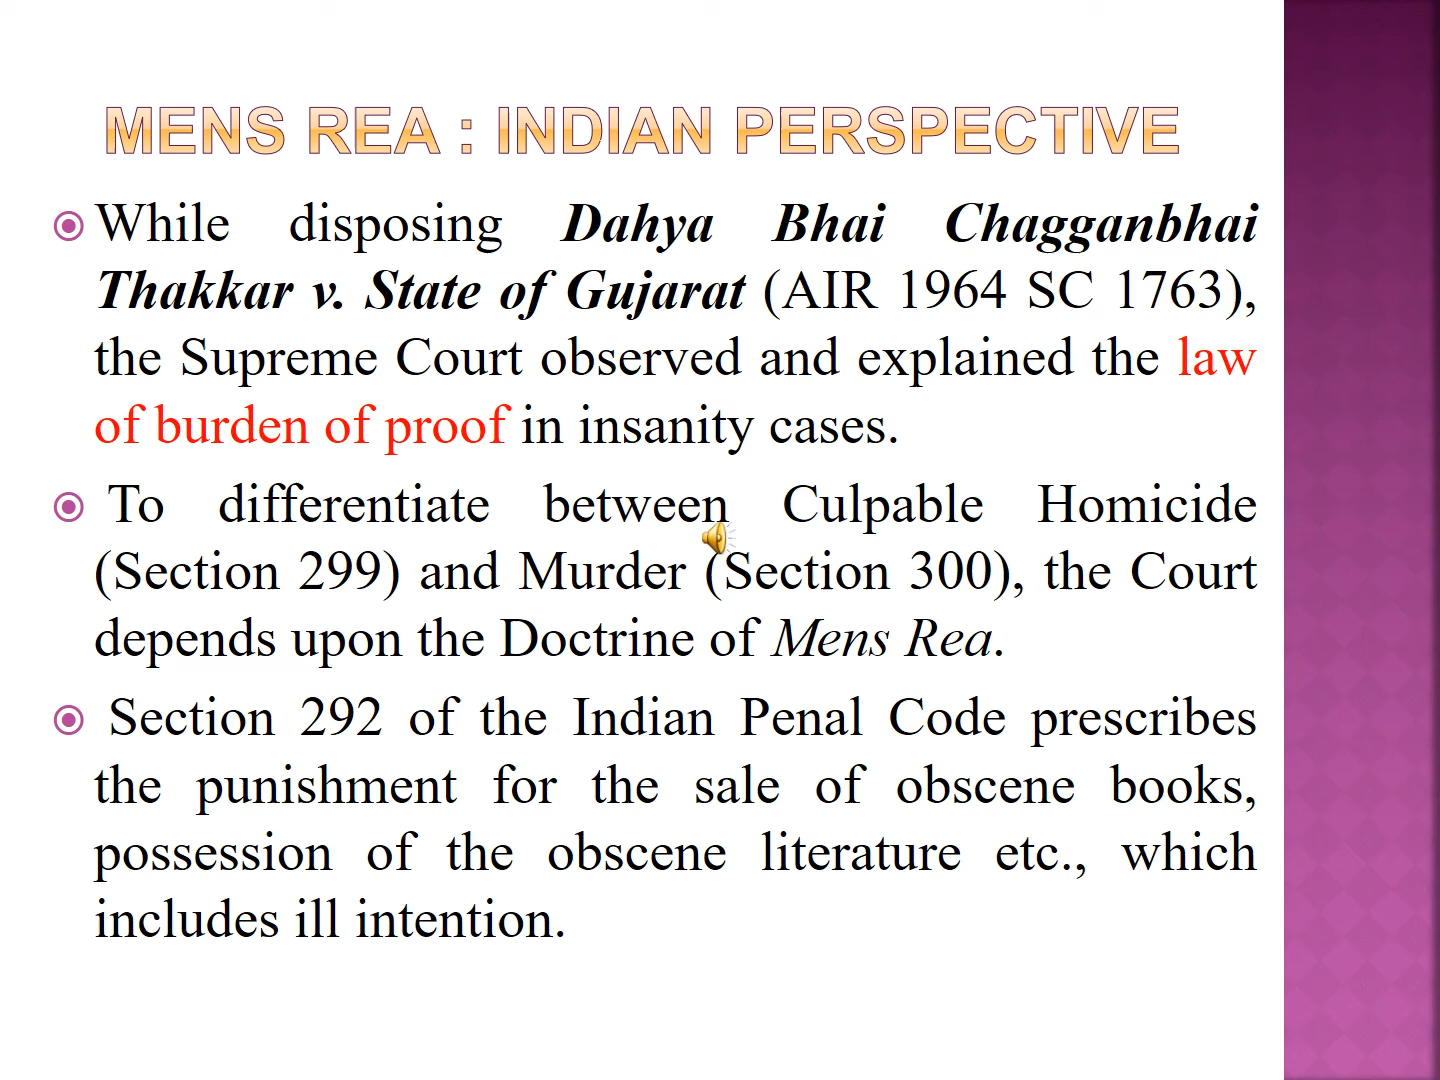 MENS REA : INDIAN PERSPECTIVE
While disposing Dahya Bhai Chagganbhai
Thakkar v. State of Gujarat (AIR 1964 SC 1763),
the Supreme Court observed and explained the law
of burden of proof in insanity cases.
To differentiate between Culpable Homicide
(Section 299) and Murder (Section 300), the Court
depends upon the Doctrine of Mens Rea.
Section 292 of the Indian Penal Code prescribes
the punishment for the sale of obscene books,
possession of the obscene literature etc., which
includes ill intention.